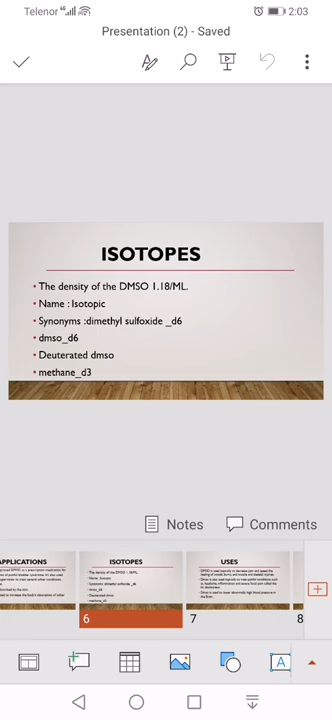 Telenor 2:03
Presentation (2) - Saved
ISOTOPES
• The density of the DMSO 1.18/ML.
• Name : Isotopic
• Synonyms :dimethyl sulfoxide _d6
• dmso_d6
• Deuterated dmso
• methane_d3
Notes
Comments
APPLICATIONS
ISOTOPES
USES
6
7
8
A